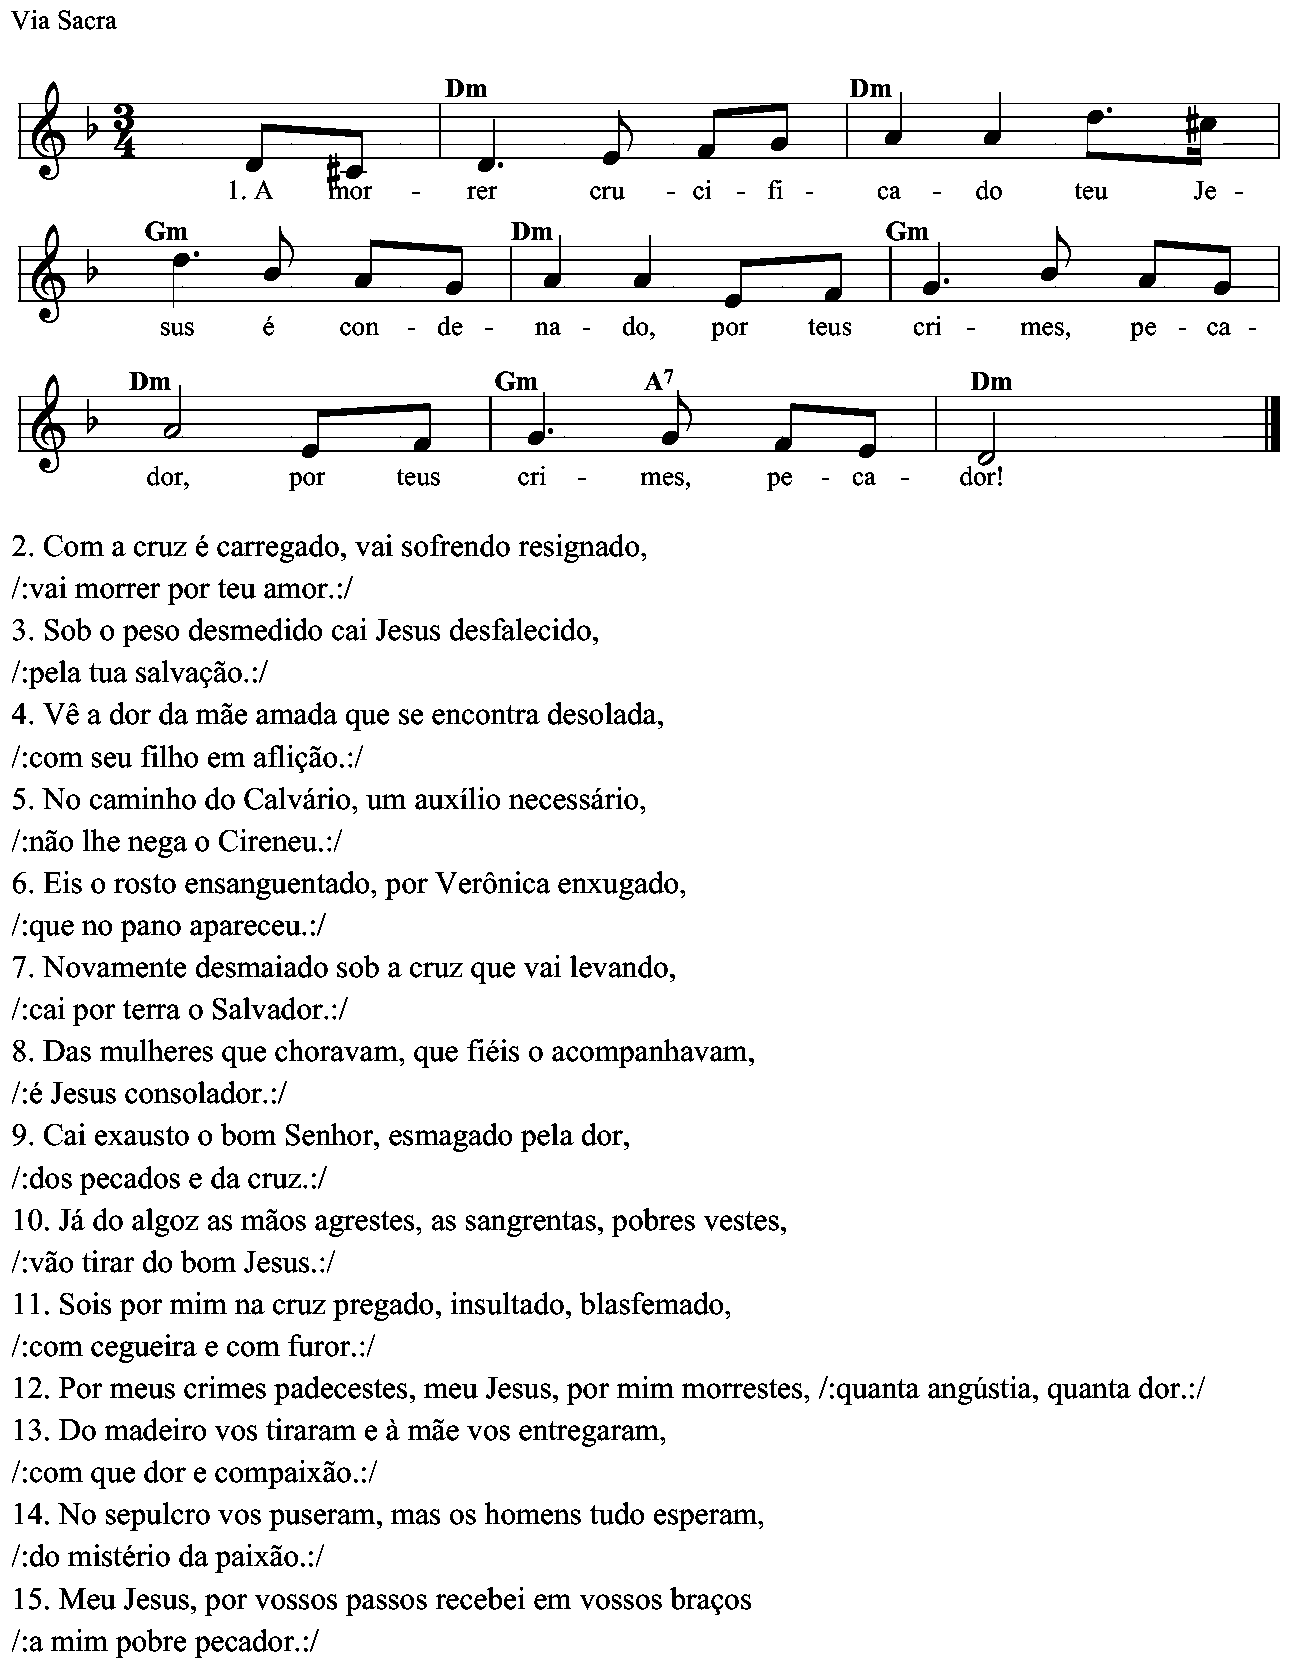 Via Sacra
3
4
Dm Dm
1. A mor - rer cru - ci - fi - ca - do teu Je -
Gm Dm Gm
sus é con - de - na - do, por teus cri - mes, pe - ca -
Dm Gm A7 Dm
dor, por teus cri - mes, pe - ca - dor!
2. Com a cruz é carregado, vai sofrendo resignado,
/:vai morrer por teu amor.:/
3. Sob o peso desmedido cai Jesus desfalecido,
/:pela tua salvação.:/
4. Vê a dor da mãe amada que se encontra desolada,
/:com seu filho em aflição.:/
5. No caminho do Calvário, um auxílio necessário,
/:não lhe nega o Cireneu.:/
6. Eis o rosto ensanguentado, por Verônica enxugado,
/:que no pano apareceu.:/
7. Novamente desmaiado sob a cruz que vai levando,
/:cai por terra o Salvador.:/
8. Das mulheres que choravam, que fiéis o acompanhavam,
/:é Jesus consolador.:/
9. Cai exausto o bom Senhor, esmagado pela dor,
/:dos pecados e da cruz.:/
10. Já do algoz as mãos agrestes, as sangrentas, pobres vestes,
/:vão tirar do bom Jesus.:/
11. Sois por mim na cruz pregado, insultado, blasfemado,
/:com cegueira e com furor.:/
12. Por meus crimes padecestes, meu Jesus, por mim morrestes, /:quanta angústia, quanta dor.:/
13. Do madeiro vos tiraram e à mãe vos entregaram,
/:com que dor e compaixão.:/
14. No sepulcro vos puseram, mas os homens tudo esperam,
/:do mistério da paixão.:/
15. Meu Jesus, por vossos passos recebei em vossos braços
/:a mim pobre pecador.:/